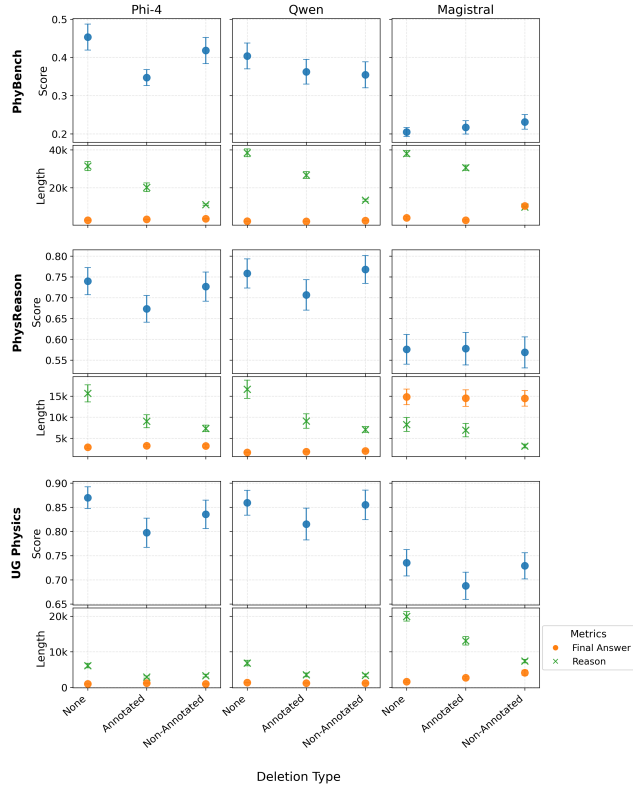 Phi-4 Qwen Magistral
PhyBench
Score
0.5
0.4
0.3
0.2
Length
40k
20k
PhysReason
Score
0.80
0.75
0.70
0.65
0.60
0.55
Length
15k
10k
5k
UG Physics
Score
0.90
0.85
0.80
0.75
0.70
0.65
Length
20k
10k
0
Metrics
Final Answer
Reason
None Annotated Non-Annotated None Annotated Non-Annotated None Annotated Non-Annotated
Deletion Type